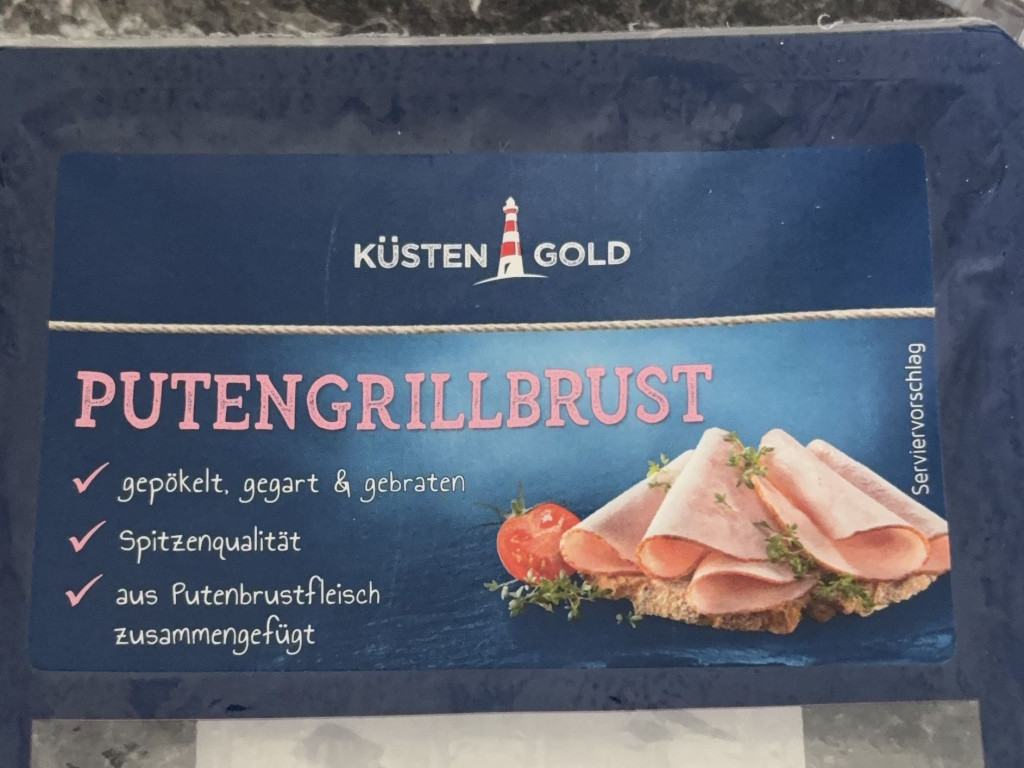 KÜSTEN GOLD
PUTENGRILLBRUST
gepökelt, gegart & gebraten
Spitzenqualität
aus Putenbrustfleisch
zusammengefügt
Serviervorschlag